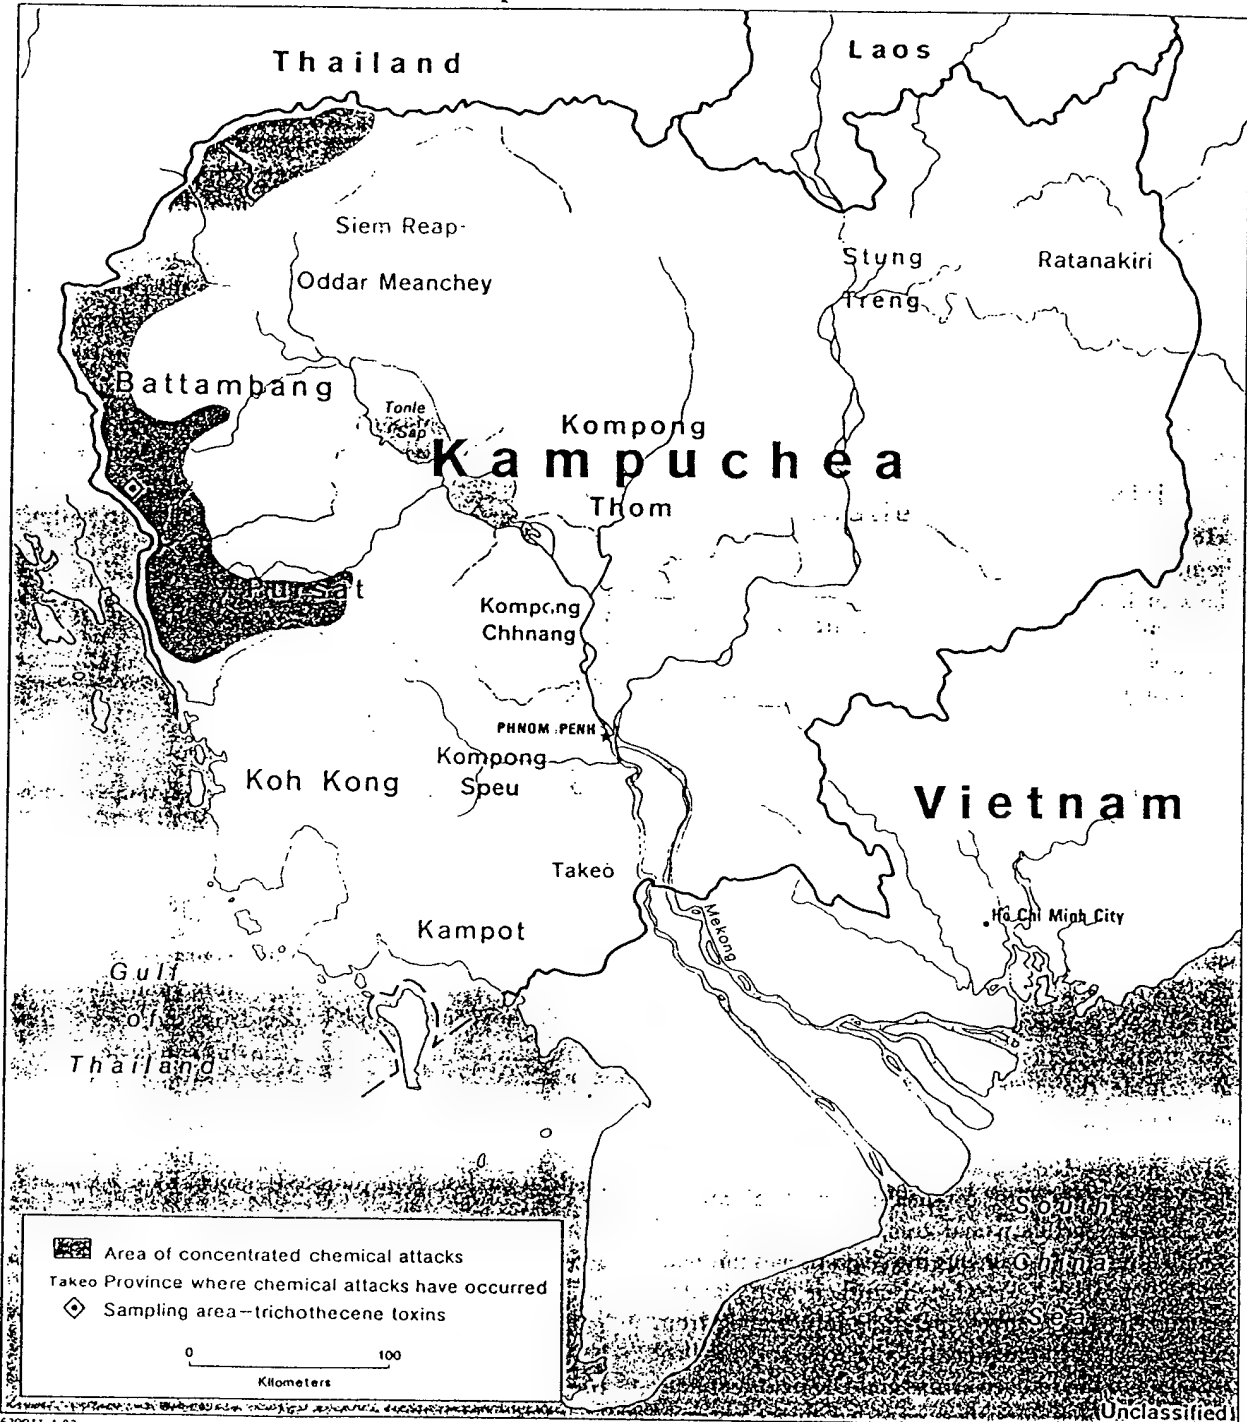 Thailand
Laos
Siem Reap-
Oddar Meanchey
Stung
Treng
Ratanakiri
Battambang
Tonle
Sap
Kompong
Kampuchea
Thom
Pursat
Kompong
Chhnang
PHNOM PENH
Kompong
Speu
Koh Kong
Vietnam
Takeo
Ho Chi Minh City
Mekong
Kampot
Gulf
of
Thailand
South
China
Sea
Area of concentrated chemical attacks
Takeo Province where chemical attacks have occurred
Sampling area—trichothecene toxins
0 100
Kilometers
Unclassified